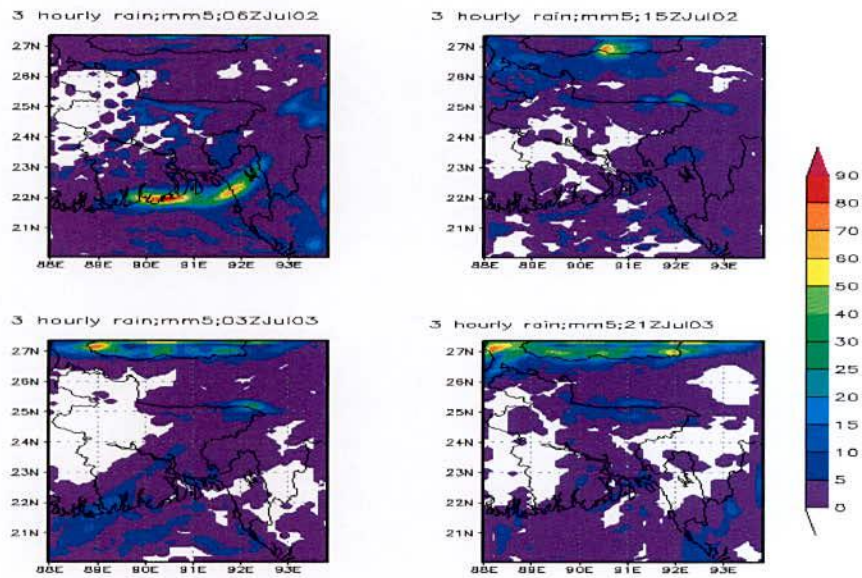 3 hourly rain;mm5;06ZJul02
27N
26N
25N
24N
23N
22N
21N
88E 89E 90E 91E 92E 93E
3 hourly rain;mm5;15ZJul02
27N
26N
25N
24N
23N
22N
21N
88E 89E 90E 91E 92E 93E
3 hourly rain;mm5;03ZJul03
27N
26N
25N
24N
23N
22N
21N
88E 89E 90E 91E 92E 93E
3 hourly rain;mm5;21ZJul03
27N
26N
25N
24N
23N
22N
21N
88E 89E 90E 91E 92E 93E
90
80
70
60
50
40
30
25
20
15
10
5
0